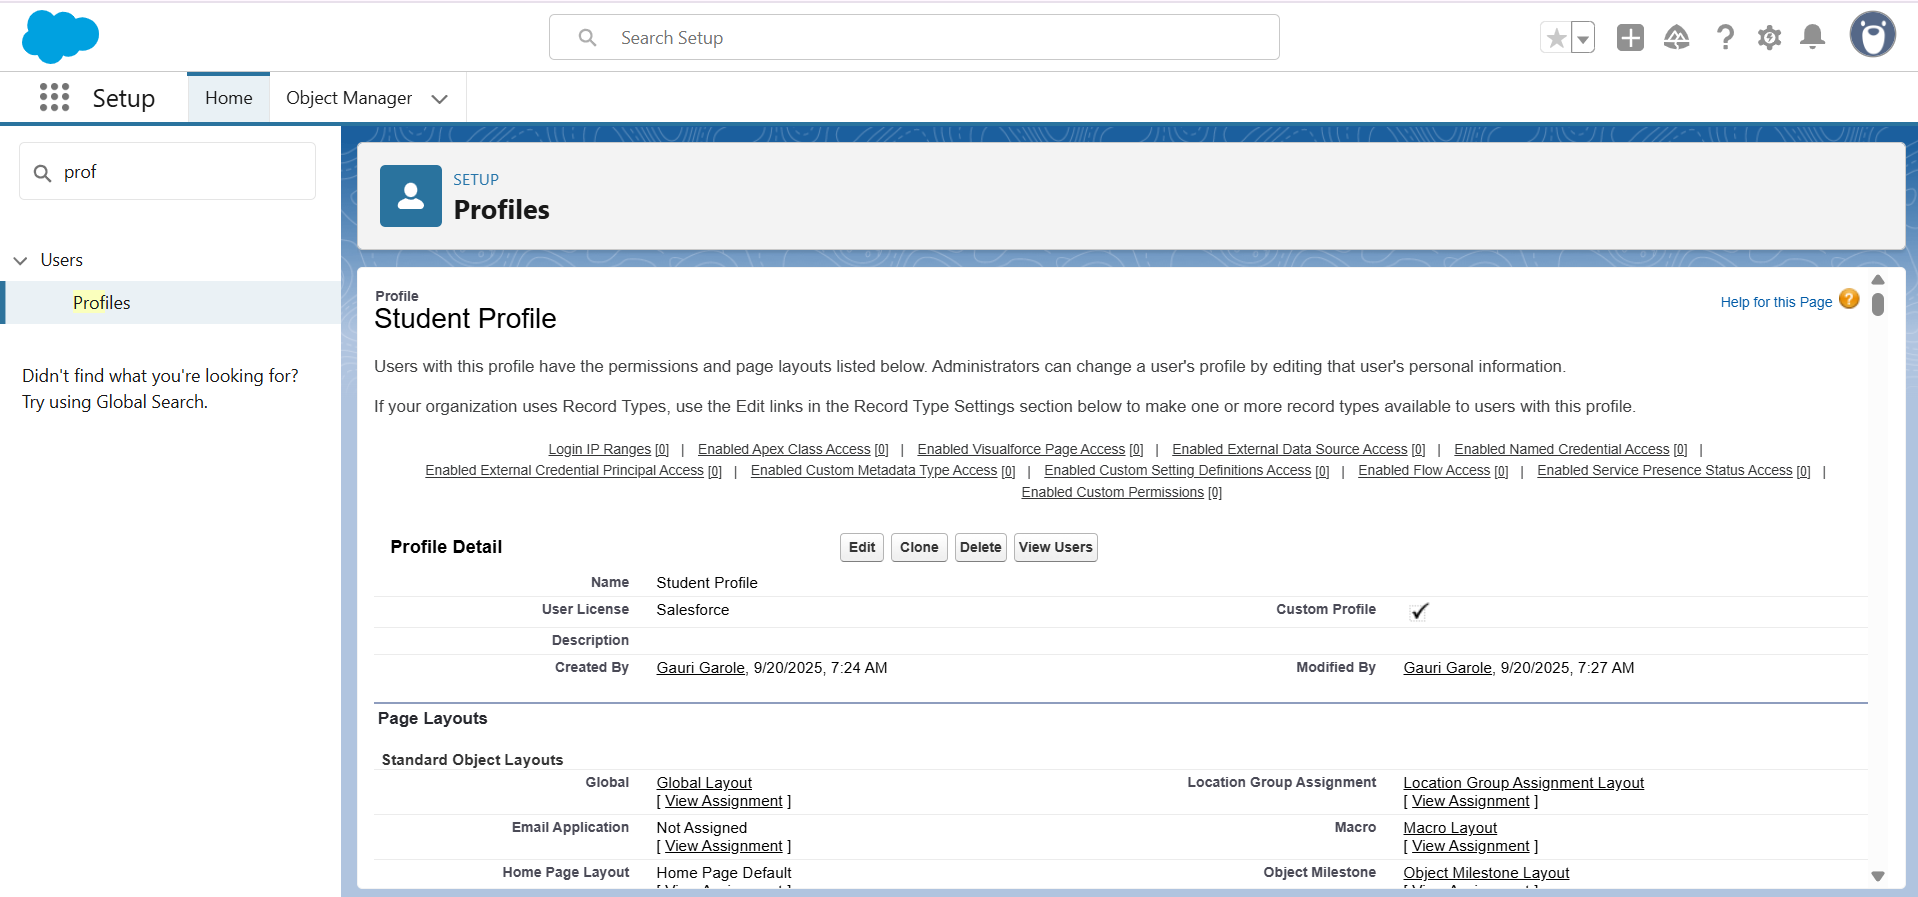 Search Setup
Setup
Home
Object Manager
prof
Users
Profiles
Didn't find what you're looking for?
Try using Global Search.
SETUP
Profiles
Profile
Student Profile
Help for this Page
Users with this profile have the permissions and page layouts listed below. Administrators can change a user's profile by editing that user's personal information.
If your organization uses Record Types, use the Edit links in the Record Type Settings section below to make one or more record types available to users with this profile.
Login IP Ranges [0] | Enabled Apex Class Access [0] | Enabled Visualforce Page Access [0] | Enabled External Data Source Access [0] | Enabled Named Credential Access [0] |
Enabled External Credential Principal Access [0] | Enabled Custom Metadata Type Access [0] | Enabled Custom Setting Definitions Access [0] | Enabled Flow Access [0] | Enabled Service Presence Status Access [0] |
Enabled Custom Permissions [0]
Profile Detail
Edit Clone Delete View Users
Name Student Profile
User License Salesforce Custom Profile
Description
Created By Gauri Garole, 9/20/2025, 7:24 AM Modified By Gauri Garole, 9/20/2025, 7:27 AM
Page Layouts
Standard Object Layouts
Global Global Layout Location Group Assignment Location Group Assignment Layout
[ View Assignment ] [ View Assignment ]
Email Application Not Assigned Macro Macro Layout
[ View Assignment ] [ View Assignment ]
Home Page Layout Home Page Default Object Milestone Object Milestone Layout